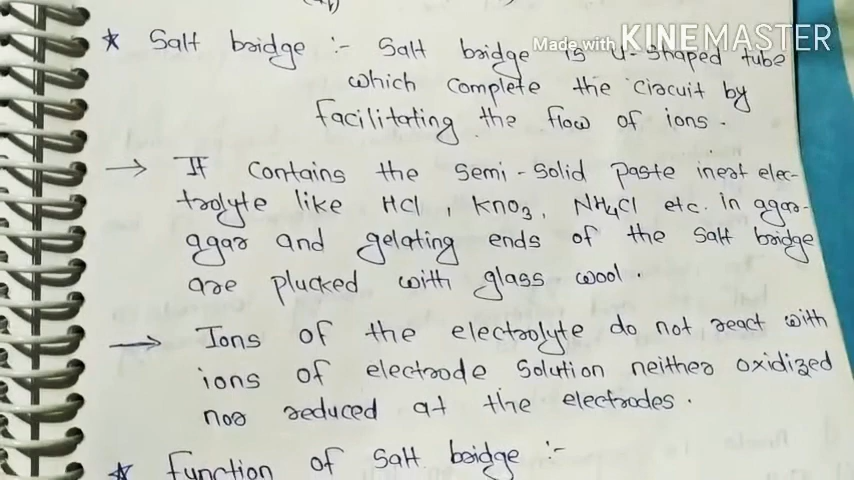 * Salt bridge :- Salt bridge is U-shaped tube
Made with KINEMASTER
which complete the circuit by
facilitating the flow of ions.
→ It contains the semi-solid paste inert elec-
trolyte like HCl, KNO3, NH4Cl etc. in agar-
agar and gelating ends of the salt bridge
are plucked with glass wool.
→ Ions of the electrolyte do not react with
ions of electrode solution neither oxidized
nor reduced at the electrodes.
* Function of salt bridge :-